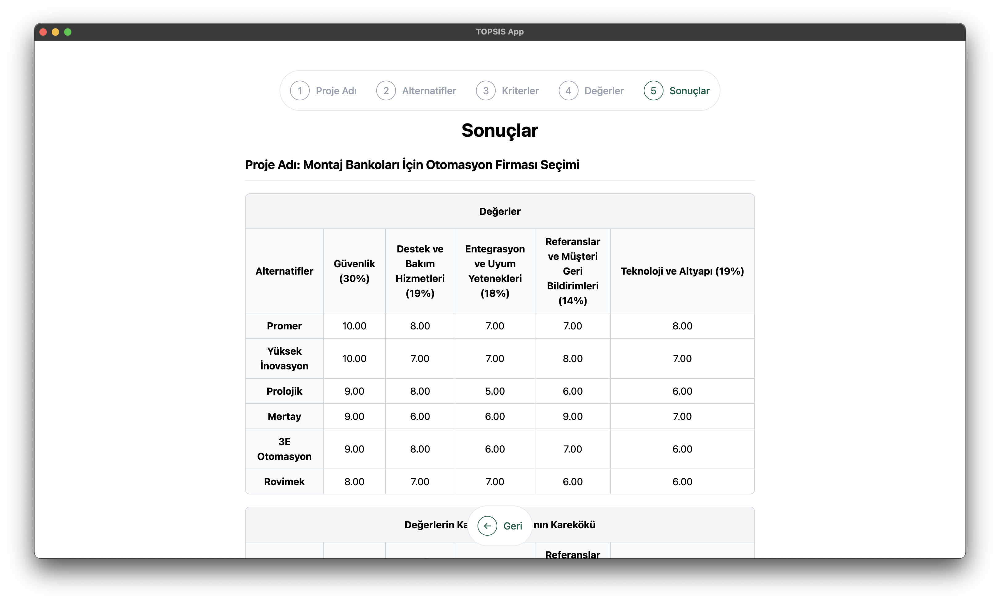 TOPSIS App
1 Proje Adı 2 Alternatifler 3 Kriterler 4 Değerler 5 Sonuçlar
Sonuçlar
Proje Adı: Montaj Bankoları İçin Otomasyon Firması Seçimi
Değerler
Alternatifler
Güvenlik
(30%)
Destek ve
Bakım
Hizmetleri
(19%)
Entegrasyon
ve Uyum
Yetenekleri
(18%)
Referanslar
ve Müşteri
Geri
Bildirimleri
(14%)
Teknoloji ve Altyapı (19%)
Promer 10.00 8.00 7.00 7.00 8.00
Yüksek
İnovasyon 10.00 7.00 7.00 8.00 7.00
Prolojik 9.00 8.00 5.00 6.00 6.00
Mertay 9.00 6.00 6.00 9.00 7.00
3E
Otomasyon 9.00 8.00 6.00 7.00 6.00
Rovimek 8.00 7.00 7.00 6.00 6.00
Değerlerin Karekökü
Geri
Referanslar